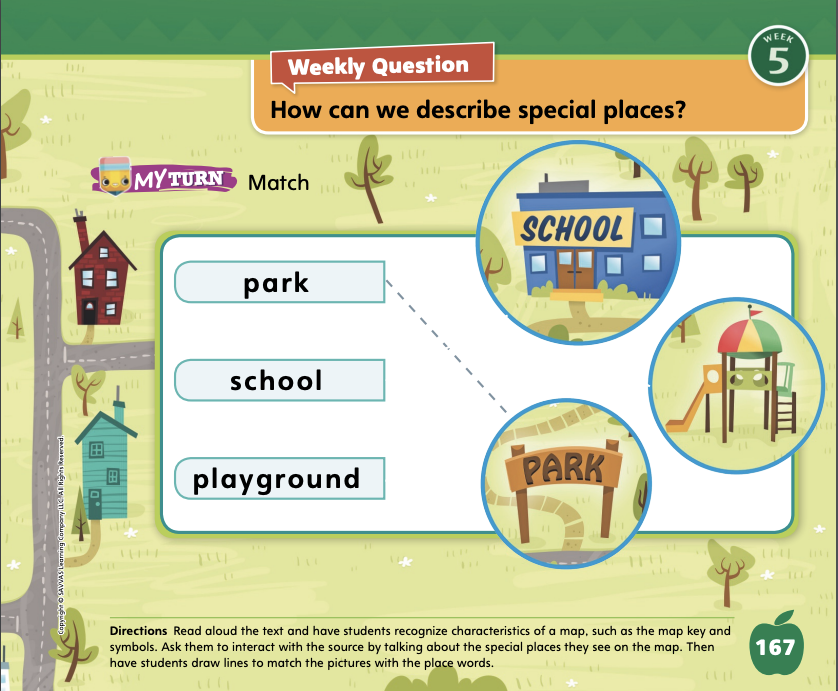 WEEK
5
Weekly Question
How can we describe special places?
MY TURN Match
SCHOOL
park
school
playground
PARK
Copyright © SAVVAS Learning Company LLC. All Rights Reserved.
Directions Read aloud the text and have students recognize characteristics of a map, such as the map key and
symbols. Ask them to interact with the source by talking about the special places they see on the map. Then
have students draw lines to match the pictures with the place words.
167